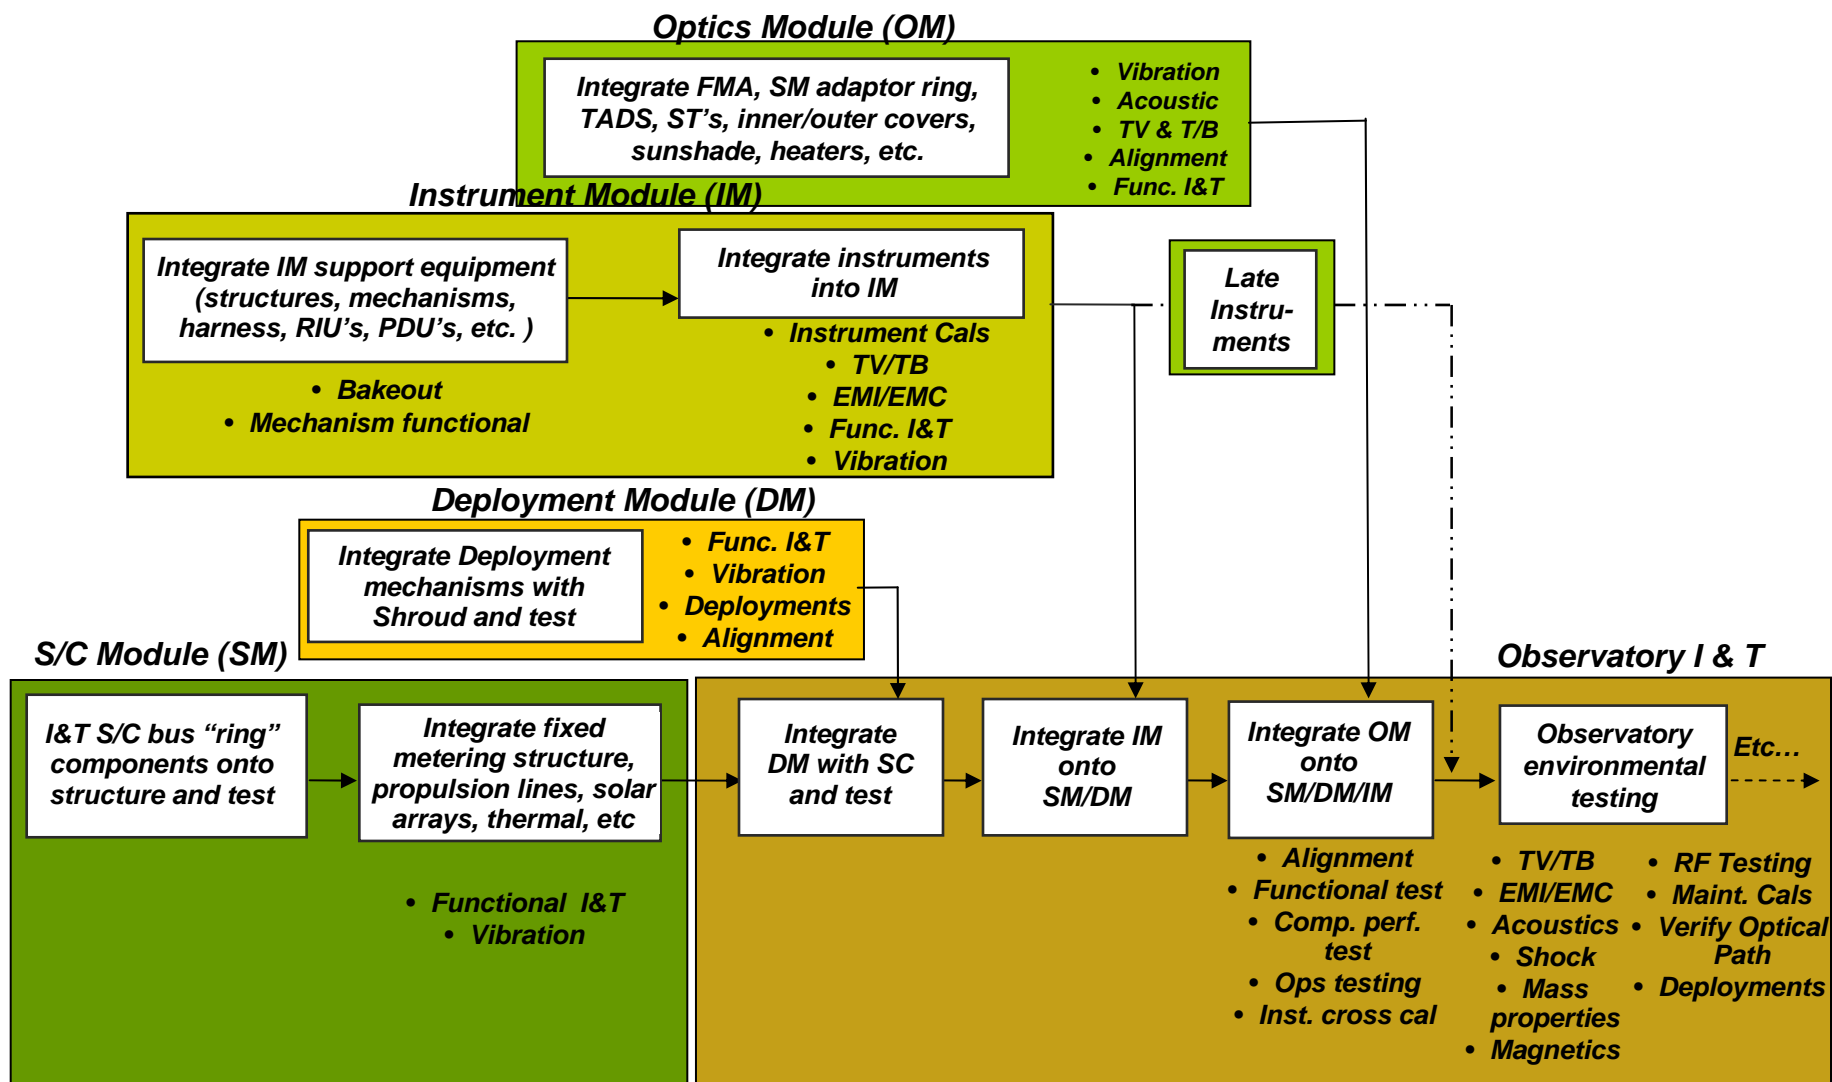 Optics Module (OM)
Integrate FMA, SM adaptor ring,
TADS, ST’s, inner/outer covers,
sunshade, heaters, etc.
• Vibration
• Acoustic
• TV & T/B
• Alignment
• Func. I&T
Instrument Module (IM)
Integrate IM support equipment
(structures, mechanisms,
harness, RIU’s, PDU’s, etc. )
• Bakeout
• Mechanism functional
Integrate instruments
into IM
• Instrument Cals
• TV/TB
• EMI/EMC
• Func. I&T
• Vibration
Late
Instru-
ments
Deployment Module (DM)
Integrate Deployment
mechanisms with
Shroud and test
• Func. I&T
• Vibration
• Deployments
• Alignment
S/C Module (SM)
I&T S/C bus “ring”
components onto
structure and test
Integrate fixed
metering structure,
propulsion lines, solar
arrays, thermal, etc
• Functional I&T
• Vibration
Observatory I & T
Integrate
DM with SC
and test
Integrate IM
onto
SM/DM
Integrate OM
onto
SM/DM/IM
• Alignment
• Functional test
• Comp. perf.
test
• Ops testing
• Inst. cross cal
Observatory
environmental
testing
Etc…
• TV/TB
• EMI/EMC
• Acoustics
• Shock
• Mass
properties
• Magnetics
• RF Testing
• Maint. Cals
• Verify Optical
Path
• Deployments